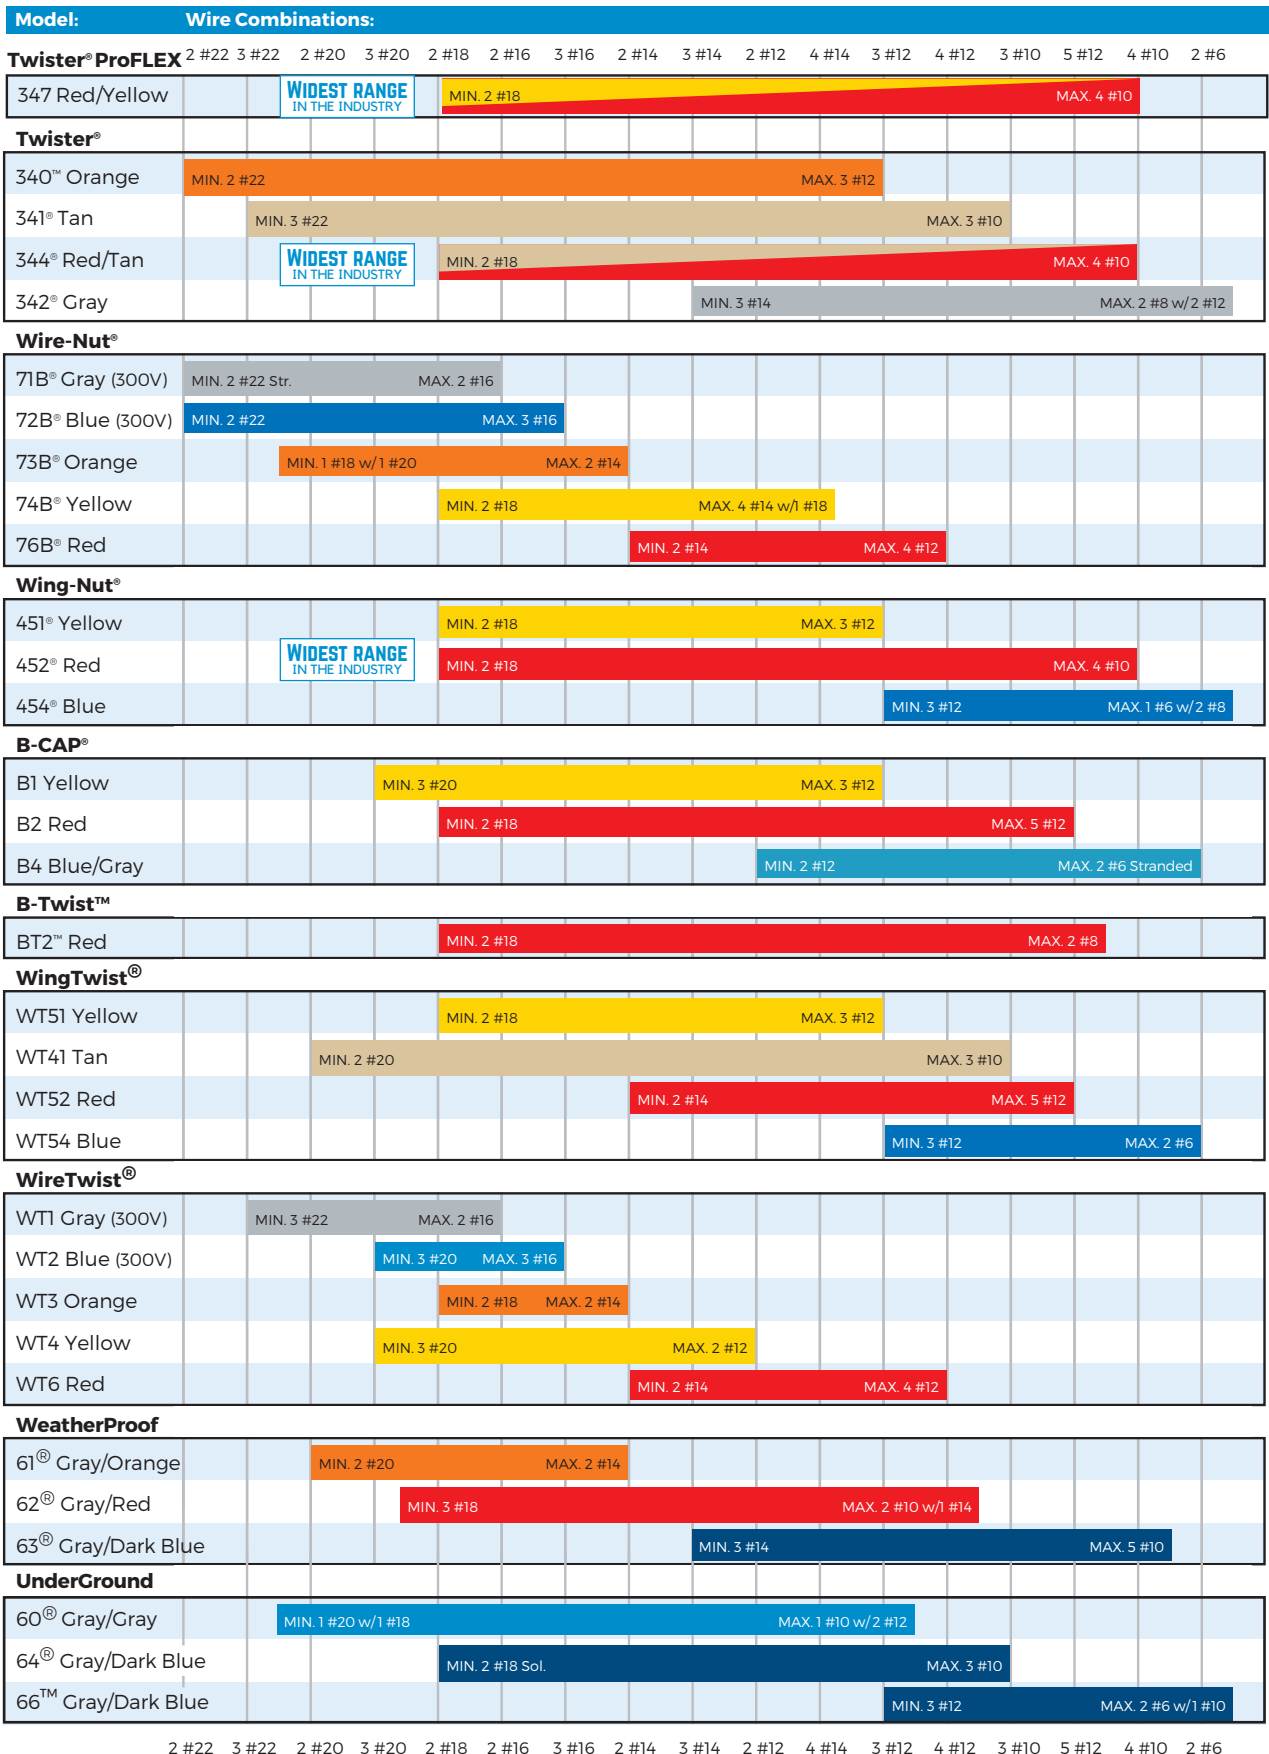 Model: Wire Combinations:
Twister® ProFLEX 2 #22 3 #22 2 #20 3 #20 2 #18 2 #16 3 #16 2 #14 3 #14 2 #12 4 #14 3 #12 4 #12 3 #10 5 #12 4 #10 2 #6
347 Red/Yellow WIDEST RANGE IN THE INDUSTRY MIN. 2 #18 MAX. 4 #10
Twister®
340™ Orange MIN. 2 #22 MAX. 3 #12
341® Tan MIN. 3 #22 MAX. 3 #10
344® Red/Tan WIDEST RANGE IN THE INDUSTRY MIN. 2 #18 MAX. 4 #10
342® Gray MIN. 3 #14 MAX. 2 #8 w/2 #12
Wire-Nut®
71B® Gray (300V) MIN. 2 #22 Str. MAX. 2 #16
72B® Blue (300V) MIN. 2 #22 MAX. 3 #16
73B® Orange MIN. 1 #18 w/1 #20 MAX. 2 #14
74B® Yellow MIN. 2 #18 MAX. 4 #14 w/1 #18
76B® Red MIN. 2 #14 MAX. 4 #12
Wing-Nut®
451® Yellow MIN. 2 #18 MAX. 3 #12
452® Red WIDEST RANGE IN THE INDUSTRY MIN. 2 #18 MAX. 4 #10
454® Blue MIN. 3 #12 MAX. 1 #6 w/2 #8
B-CAP®
B1 Yellow MIN. 3 #20 MAX. 3 #12
B2 Red MIN. 2 #18 MAX. 5 #12
B4 Blue/Gray MIN. 2 #12 MAX. 2 #6 Stranded
B-Twist™
BT2™ Red MIN. 2 #18 MAX. 2 #8
WingTwist®
WT51 Yellow MIN. 2 #18 MAX. 3 #12
WT41 Tan MIN. 2 #20 MAX. 3 #10
WT52 Red MIN. 2 #14 MAX. 5 #12
WT54 Blue MIN. 3 #12 MAX. 2 #6
WireTwist®
WT1 Gray (300V) MIN. 3 #22 MAX. 2 #16
WT2 Blue (300V) MIN. 3 #20 MAX. 3 #16
WT3 Orange MIN. 2 #18 MAX. 2 #14
WT4 Yellow MIN. 3 #20 MAX. 2 #12
WT6 Red MIN. 2 #14 MAX. 4 #12
WeatherProof
61® Gray/Orange MIN. 2 #20 MAX. 2 #14
62® Gray/Red MIN. 3 #18 MAX. 2 #10 w/1 #14
63® Gray/Dark Blue MIN. 3 #14 MAX. 5 #10
UnderGround
60® Gray/Gray MIN. 1 #20 w/1 #18 MAX. 1 #10 w/2 #12
64® Gray/Dark Blue MIN. 2 #18 Sol. MAX. 3 #10
66™ Gray/Dark Blue MIN. 3 #12 MAX. 2 #6 w/1 #10
2 #22 3 #22 2 #20 3 #20 2 #18 2 #16 3 #16 2 #14 3 #14 2 #12 4 #14 3 #12 4 #12 3 #10 5 #12 4 #10 2 #6